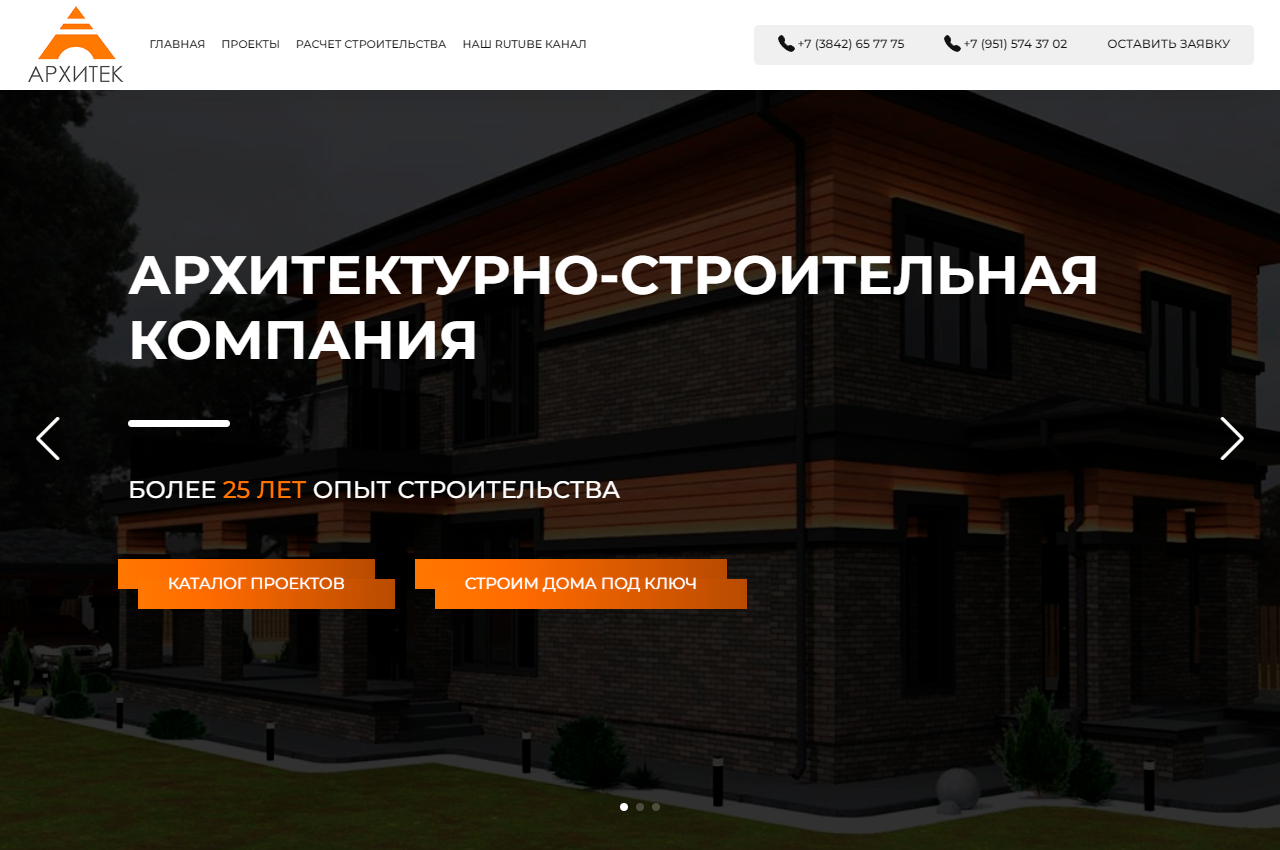 АРХИТЕК
ГЛАВНАЯ ПРОЕКТЫ РАСЧЕТ СТРОИТЕЛЬСТВА НАШ RUTUBE КАНАЛ
+7 (3842) 65 77 75 +7 (951) 574 37 02 ОСТАВИТЬ ЗАЯВКУ
АРХИТЕКТУРНО-СТРОИТЕЛЬНАЯ
КОМПАНИЯ
БОЛЕЕ 25 ЛЕТ ОПЫТ СТРОИТЕЛЬСТВА
КАТАЛОГ ПРОЕКТОВ СТРОИМ ДОМА ПОД КЛЮЧ